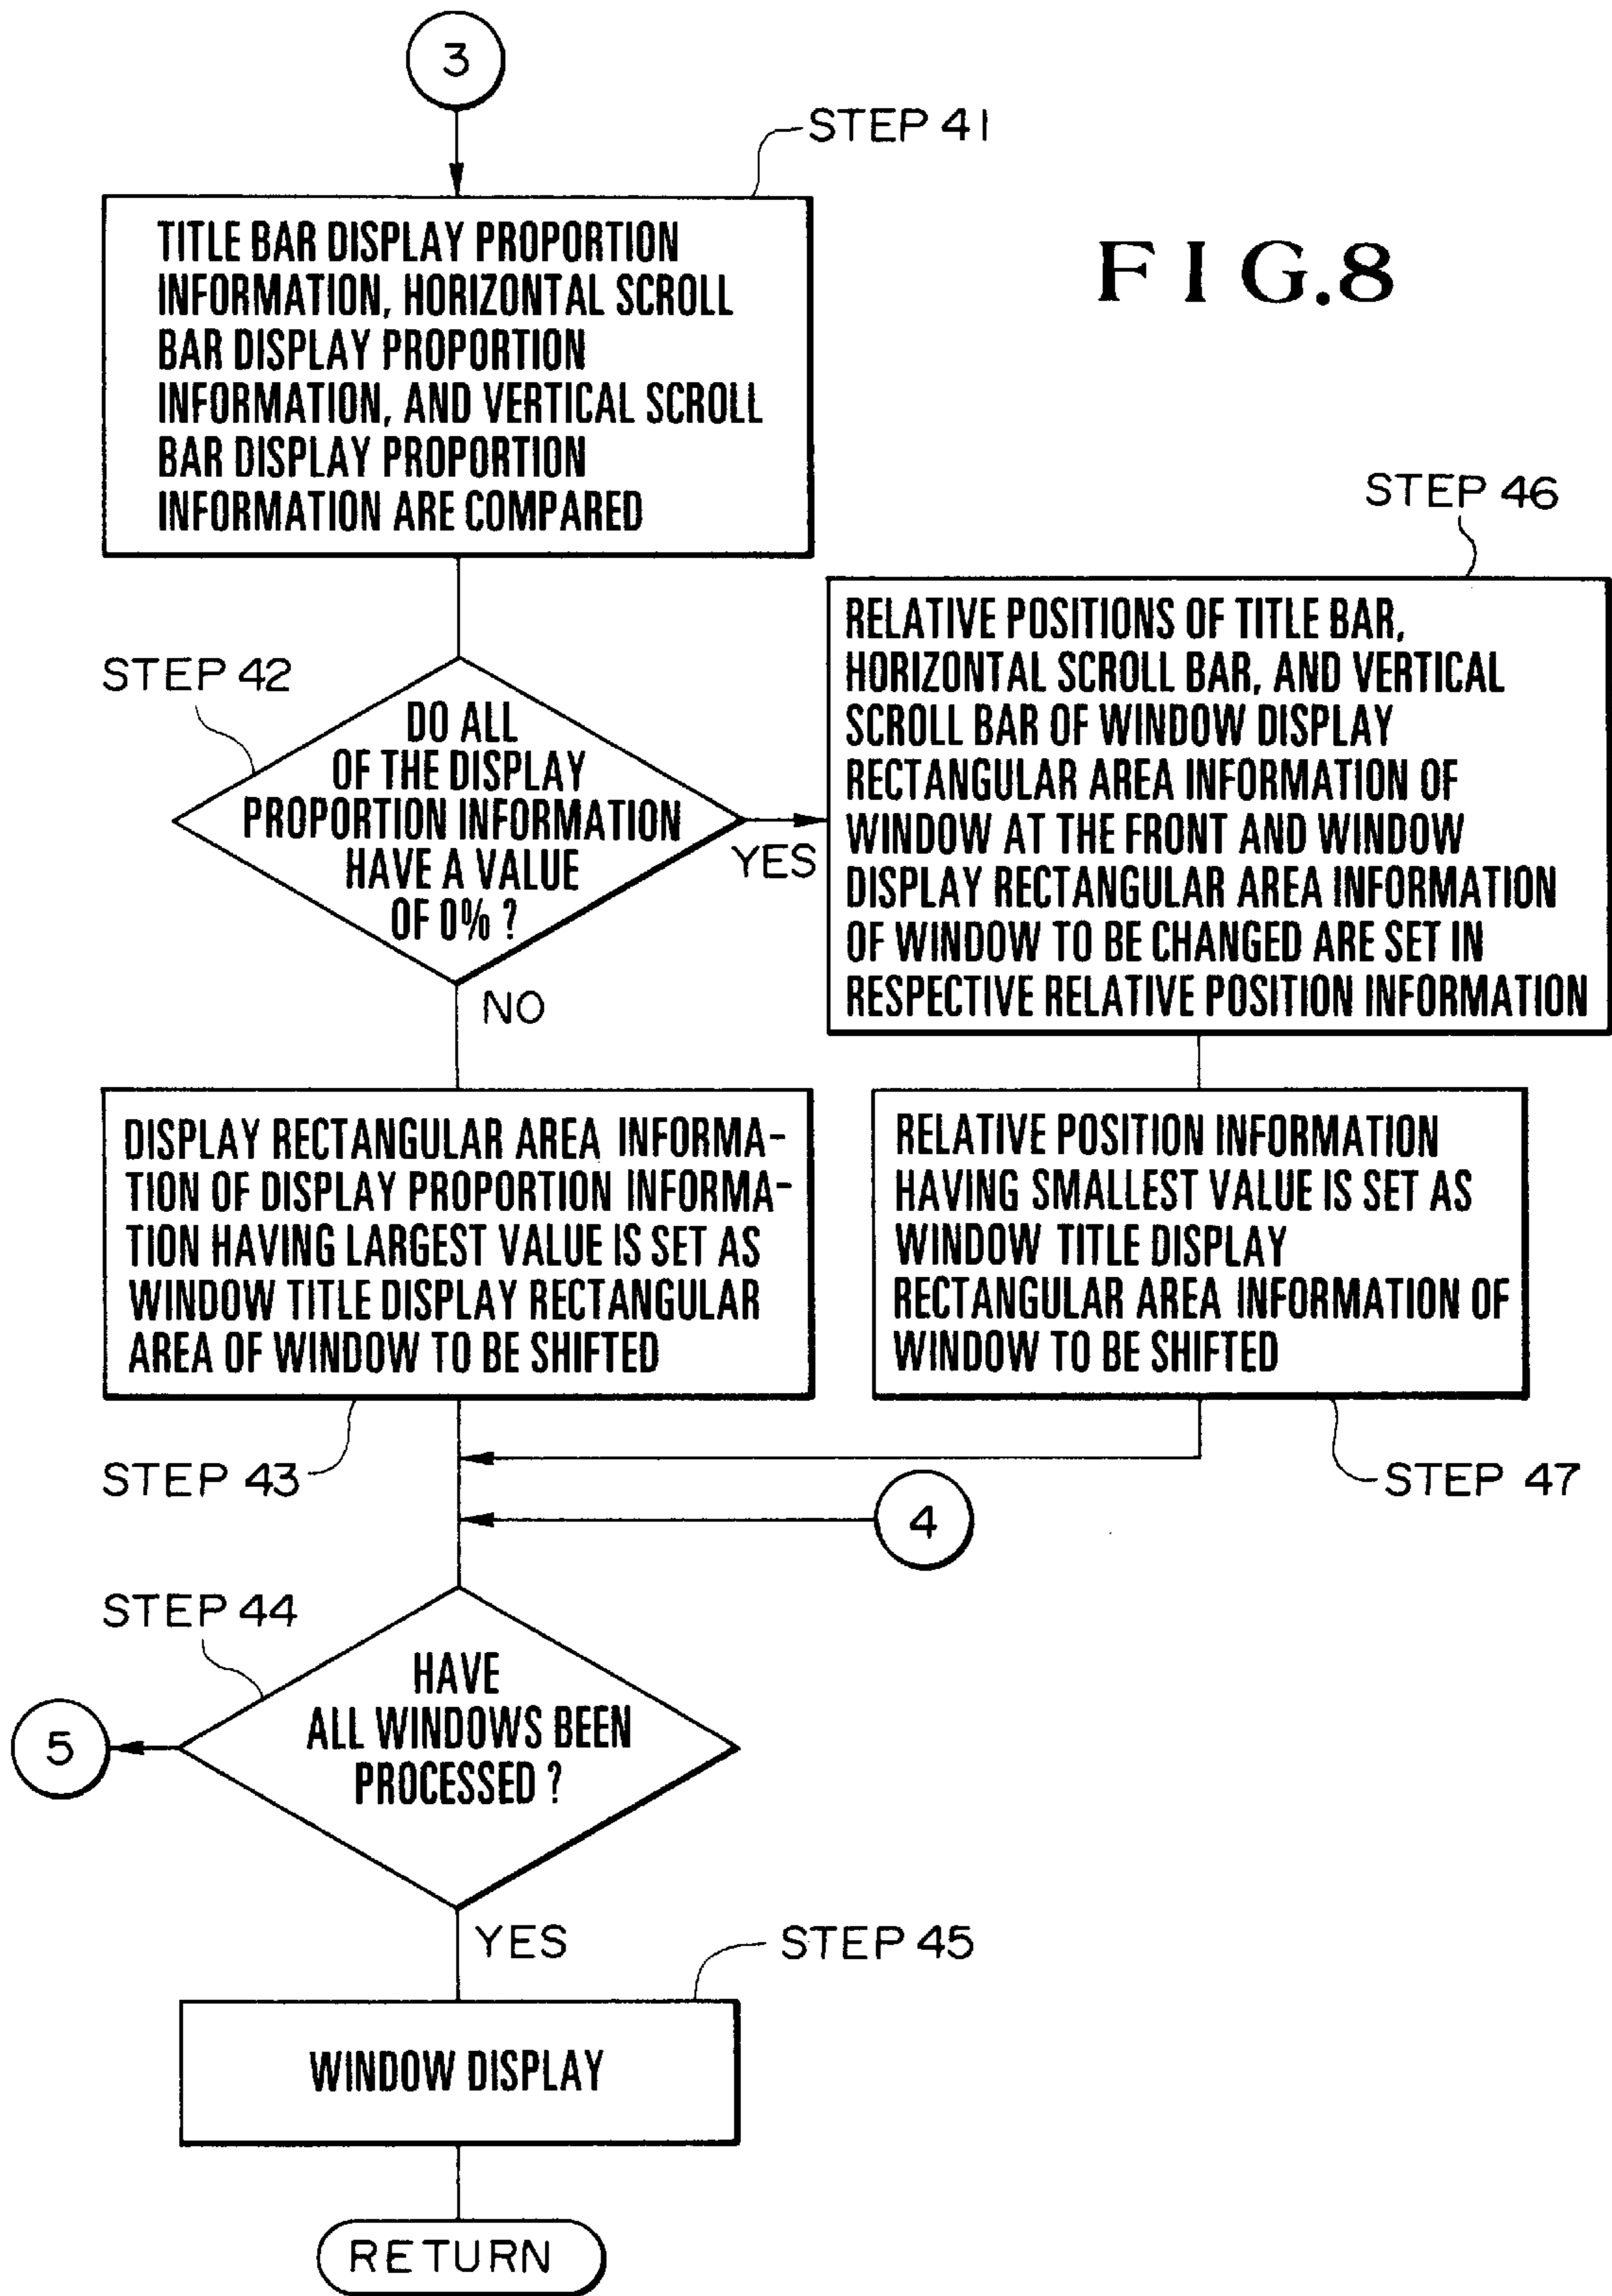 3
STEP 41
TITLE BAR DISPLAY PROPORTION
INFORMATION, HORIZONTAL SCROLL
BAR DISPLAY PROPORTION
INFORMATION, AND VERTICAL SCROLL
BAR DISPLAY PROPORTION
INFORMATION ARE COMPARED
FIG.8
STEP 46
RELATIVE POSITIONS OF TITLE BAR,
HORIZONTAL SCROLL BAR, AND VERTICAL
SCROLL BAR OF WINDOW DISPLAY
RECTANGULAR AREA INFORMATION OF
WINDOW AT THE FRONT AND WINDOW
DISPLAY RECTANGULAR AREA INFORMATION
OF WINDOW TO BE CHANGED ARE SET IN
RESPECTIVE RELATIVE POSITION INFORMATION
STEP 42
DO ALL
OF THE DISPLAY
PROPORTION INFORMATION
HAVE A VALUE
OF 0% ?
YES
NO
DISPLAY RECTANGULAR AREA INFORMA-
TION OF DISPLAY PROPORTION INFORMA-
TION HAVING LARGEST VALUE IS SET AS
WINDOW TITLE DISPLAY RECTANGULAR
AREA OF WINDOW TO BE SHIFTED
RELATIVE POSITION INFORMATION
HAVING SMALLEST VALUE IS SET AS
WINDOW TITLE DISPLAY
RECTANGULAR AREA INFORMATION OF
WINDOW TO BE SHIFTED
STEP 43
STEP 47
4
STEP 44
HAVE
ALL WINDOWS BEEN
PROCESSED ?
5
YES
STEP 45
WINDOW DISPLAY
RETURN